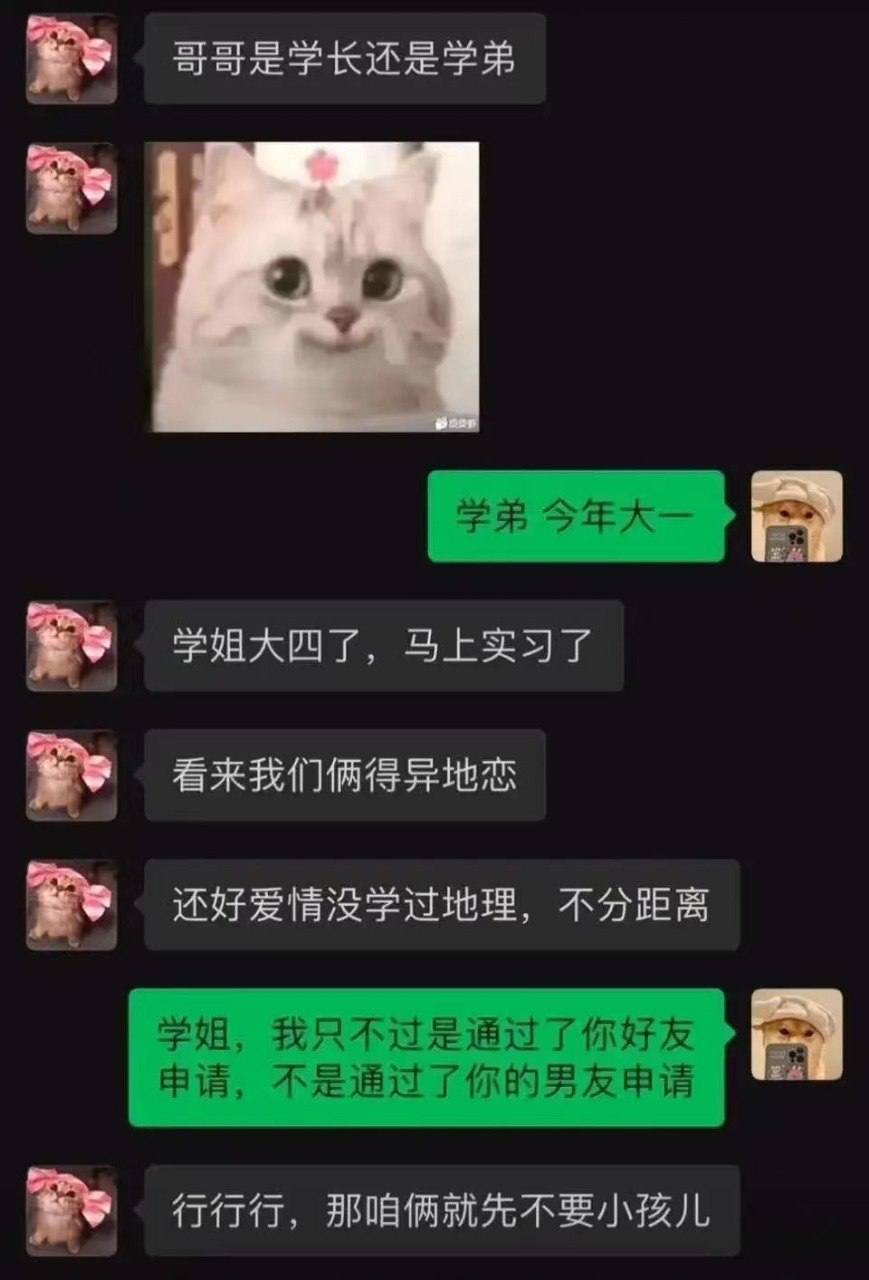 哥哥是学长还是学弟
学弟 今年大一
学姐大四了，马上实习了
看来我们俩得异地恋
还好爱情没学过地理，不分距离
学姐，我只不过是通过了你好友
申请，不是通过了你的男友申请
行行行，那咱俩就先不要小孩儿